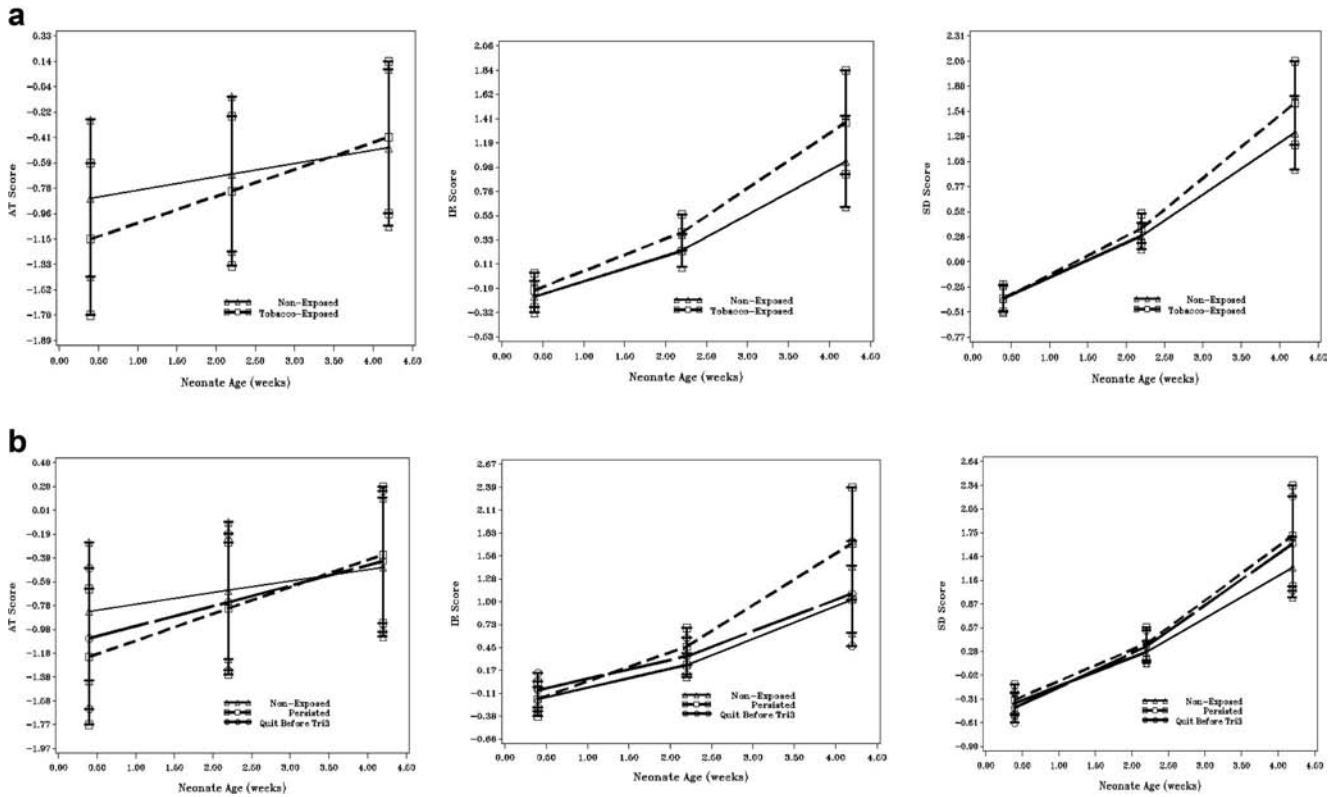 a
0.33
0.14
−0.04
−0.22
−0.41
−0.59
−0.78
−0.96
−1.15
−1.33
−1.52
−1.70
−1.89
AT Score
Non-Exposed
Tobacco-Exposed
0.00 0.50 1.00 1.50 2.00 2.50 3.00 3.50 4.00 4.50
Neonate Age (weeks)
2.06
1.84
1.62
1.41
1.19
0.98
0.76
0.55
0.33
0.11
−0.10
−0.32
−0.53
IR Score
Non-Exposed
Tobacco-Exposed
0.00 0.50 1.00 1.50 2.00 2.50 3.00 3.50 4.00 4.50
Neonate Age (weeks)
2.31
2.06
1.80
1.54
1.29
1.03
0.77
0.26
0.00
−0.26
−0.51
−0.77
SD Score
Non-Exposed
Tobacco-Exposed
0.00 0.50 1.00 1.50 2.00 2.50 3.00 3.50 4.00 4.50
Neonate Age (weeks)
b
0.20
0.01
−0.19
−0.39
−0.59
−0.78
−0.98
−1.18
−1.38
−1.58
−1.77
−1.97
AT Score
Non-Exposed
Persisted
Quit Before Tri3
0.00 0.50 1.00 1.50 2.00 2.50 3.00 3.50 4.00 4.50
Neonate Age (weeks)
2.67
2.39
2.11
1.83
1.56
1.28
1.00
0.73
0.45
0.17
−0.11
−0.38
−0.66
IR Score
Non-Exposed
Persisted
Quit Before Tri3
0.00 0.50 1.00 1.50 2.00 2.50 3.00 3.50 4.00 4.50
Neonate Age (weeks)
2.64
2.34
2.05
1.75
1.46
1.16
0.87
0.57
0.28
−0.02
−0.31
−0.61
−0.90
SD Score
Non-Exposed
Persisted
Quit Before Tri3
0.00 0.50 1.00 1.50 2.00 2.50 3.00 3.50 4.00 4.50
Neonate Age (weeks)